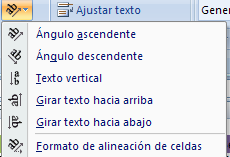 Ajustar texto Gener
Ángulo ascendente
Ángulo descendente
Texto vertical
Girar texto hacia arriba
Girar texto hacia abajo
Formato de alineación de celdas